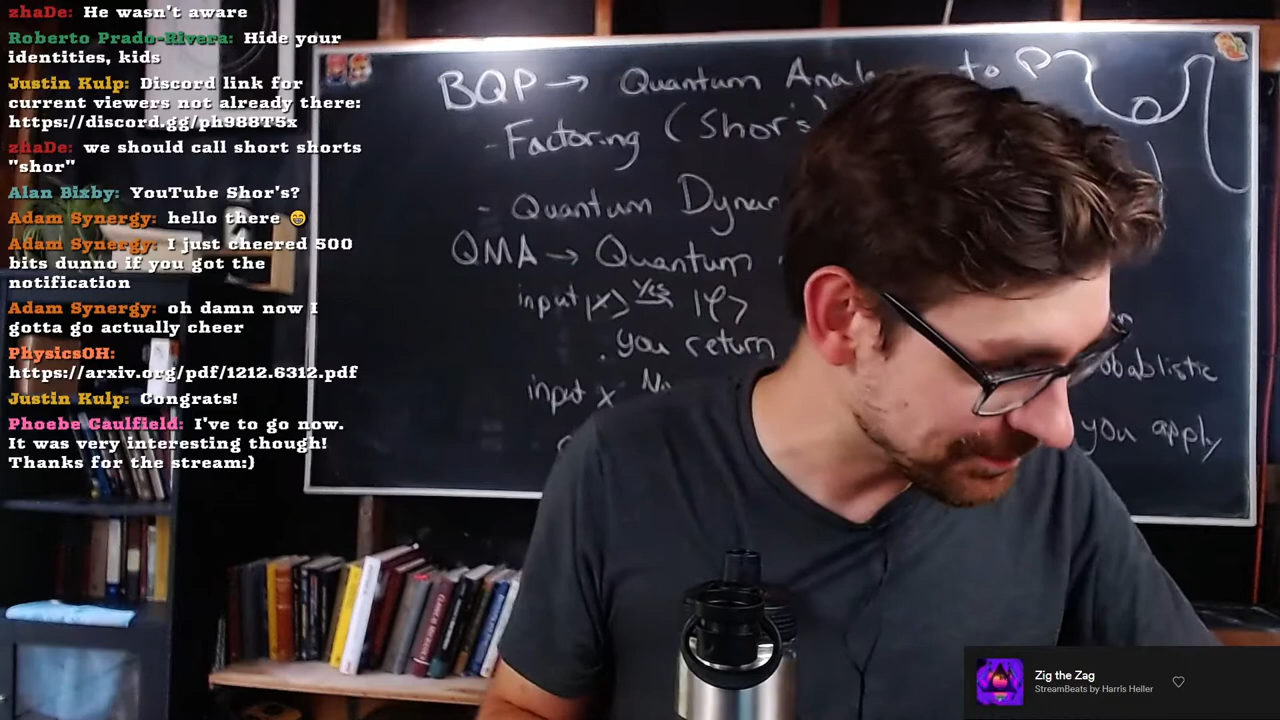 zhaDe: He wasn't aware
Roberto Prado-Rivera: Hide your
identities, kids
Justin Kulp: Discord link for
current viewers not already there:
https://discord.gg/ph988T5x
zhaDe: we should call short shorts
"shor"
Alan Bixby: YouTube Shor's?
Adam Synergy: hello there 😁
Adam Synergy: I just cheered 500
bits dunno if you got the
notification
Adam Synergy: oh damn now I
gotta go actually cheer
PhysicsOH:
https://arxiv.org/pdf/1212.6312.pdf
Justin Kulp: Congrats!
Phoebe Caulfield: I've to go now.
It was very interesting though!
Thanks for the stream:)
BQP → Quantum to P
- Factoring (Shor's)
- Quantum
QMA → Quantum
input |x> Yes |φ>
. you return
input x No
you apply
Zig the Zag
StreamBeats by Harris Heller